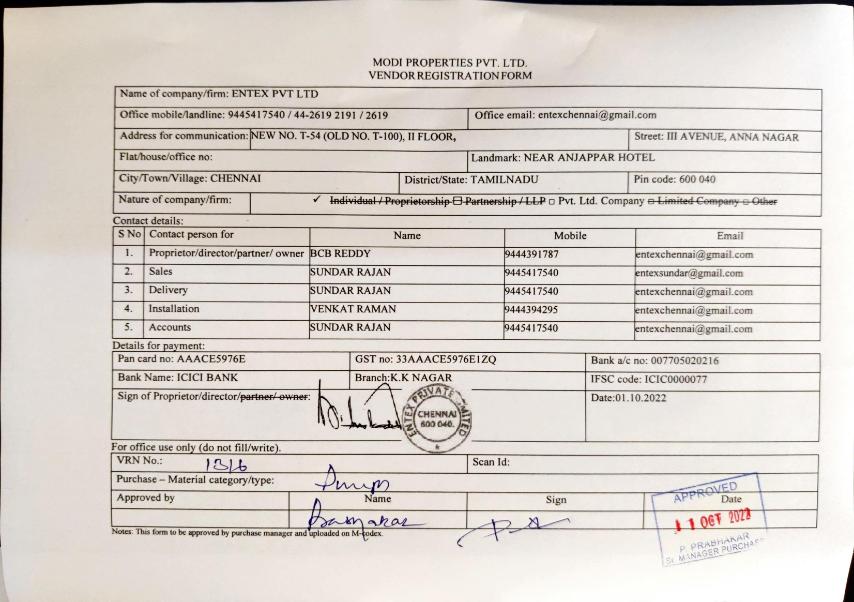 MODI PROPERTIES PVT. LTD.
VENDOR REGISTRATION FORM
Name of company/firm: ENTEX PVT LTD
Office mobile/landline: 9445417540 / 44-2619 2191 / 2619 Office email: entexchennai@gmail.com
Address for communication: NEW NO. T-54 (OLD NO. T-100), II FLOOR, Street: III AVENUE, ANNA NAGAR
Flat/house/office no: Landmark: NEAR ANJAPPAR HOTEL
City/Town/Village: CHENNAI District/State: TAMILNADU Pin code: 600 040
Nature of company/firm: ✓ Individual / Proprietorship □ Partnership / LLP □ Pvt. Ltd. Company □ Limited Company □ Other
Contact details:
S No Contact person for Name Mobile Email
1. Proprietor/director/partner/ owner BCB REDDY 9444391787 entexchennai@gmail.com
2. Sales SUNDAR RAJAN 9445417540 entexsundar@gmail.com
3. Delivery SUNDAR RAJAN 9445417540 entexchennai@gmail.com
4. Installation VENKAT RAMAN 9444394295 entexchennai@gmail.com
5. Accounts SUNDAR RAJAN 9445417540 entexchennai@gmail.com
Details for payment:
Pan card no: AAACE5976E GST no: 33AAACE5976E1ZQ Bank a/c no: 007705020216
Bank Name: ICICI BANK Branch:K.K NAGAR IFSC code: ICIC0000077
Sign of Proprietor/director/partner/owner: Date:01.10.2022
ENTEX PRIVATE LIMITED
CHENNAI
600 040.
For office use only (do not fill/write).
VRN No.: 1316 Scan Id:
Purchase – Material category/type:
Approved by Name Sign Date
Prabhakar
APPROVED
11 OCT 2022
P. PRABHAKAR
Sr. MANAGER PURCHASE
Notes: This form to be approved by purchase manager and uploaded on M-codex.